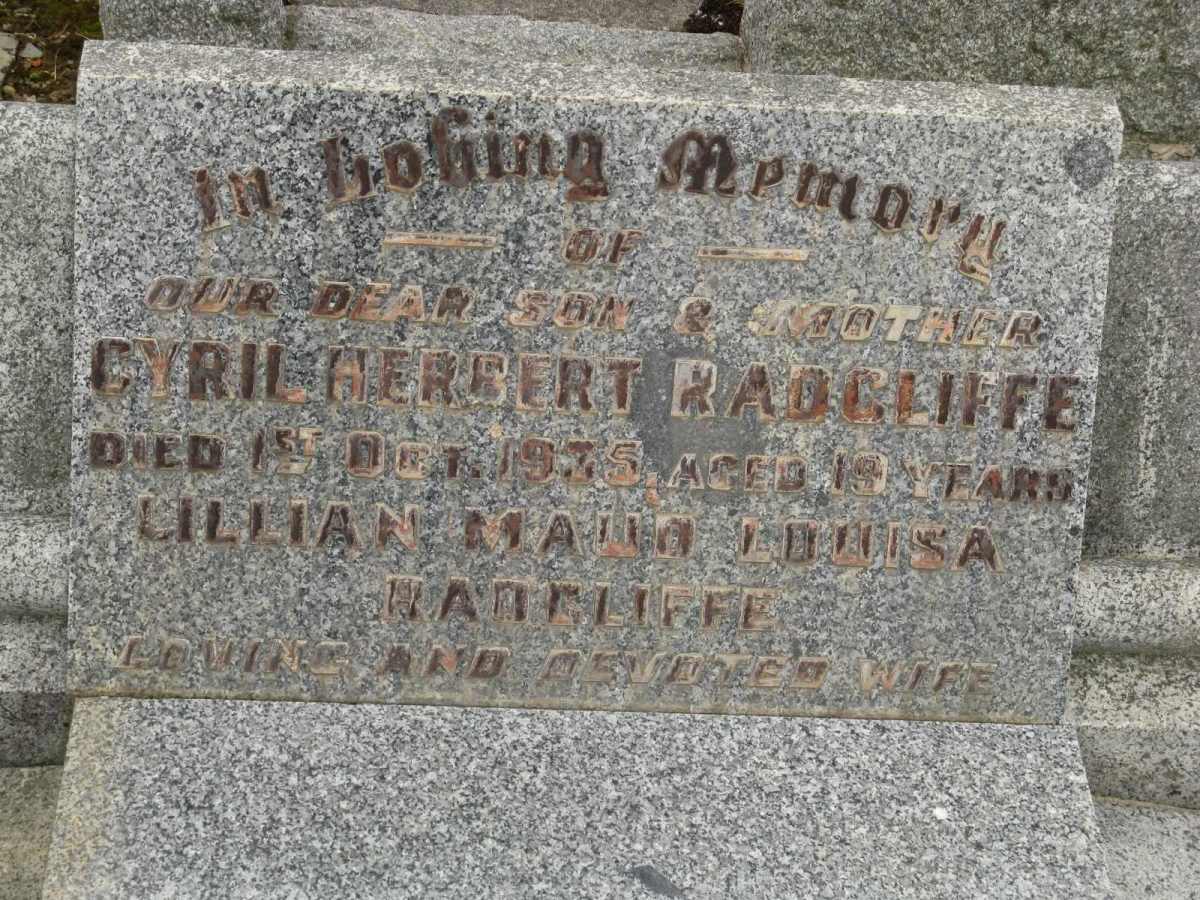 In Loving Memory
OF
OUR DEAR SON & MOTHER
CYRIL HERBERT RADCLIFFE
DIED 1ST OCT. 1935, AGED 19 YEARS
LILLIAN MAUD LOUISA
RADCLIFFE
LOVING AND DEVOTED WIFE